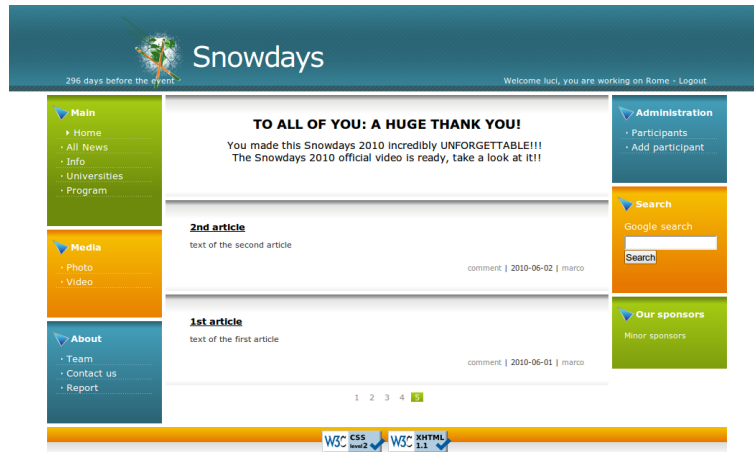 Snowdays
296 days before the event
Welcome luci, you are working on Rome - Logout
Main
Home
All News
Info
Universities
Program
Media
Photo
Video
About
Team
Contact us
Report
TO ALL OF YOU: A HUGE THANK YOU!
You made this Snowdays 2010 incredibly UNFORGETTABLE!!!
The Snowdays 2010 official video is ready, take a look at it!!
2nd article
text of the second article
comment | 2010-06-02 | marco
1st article
text of the first article
comment | 2010-06-01 | marco
1 2 3 4 5
Administration
Participants
Add participant
Search
Google search
Search
Our sponsors
Minor sponsors
W3C CSS level 2
W3C XHTML 1.1